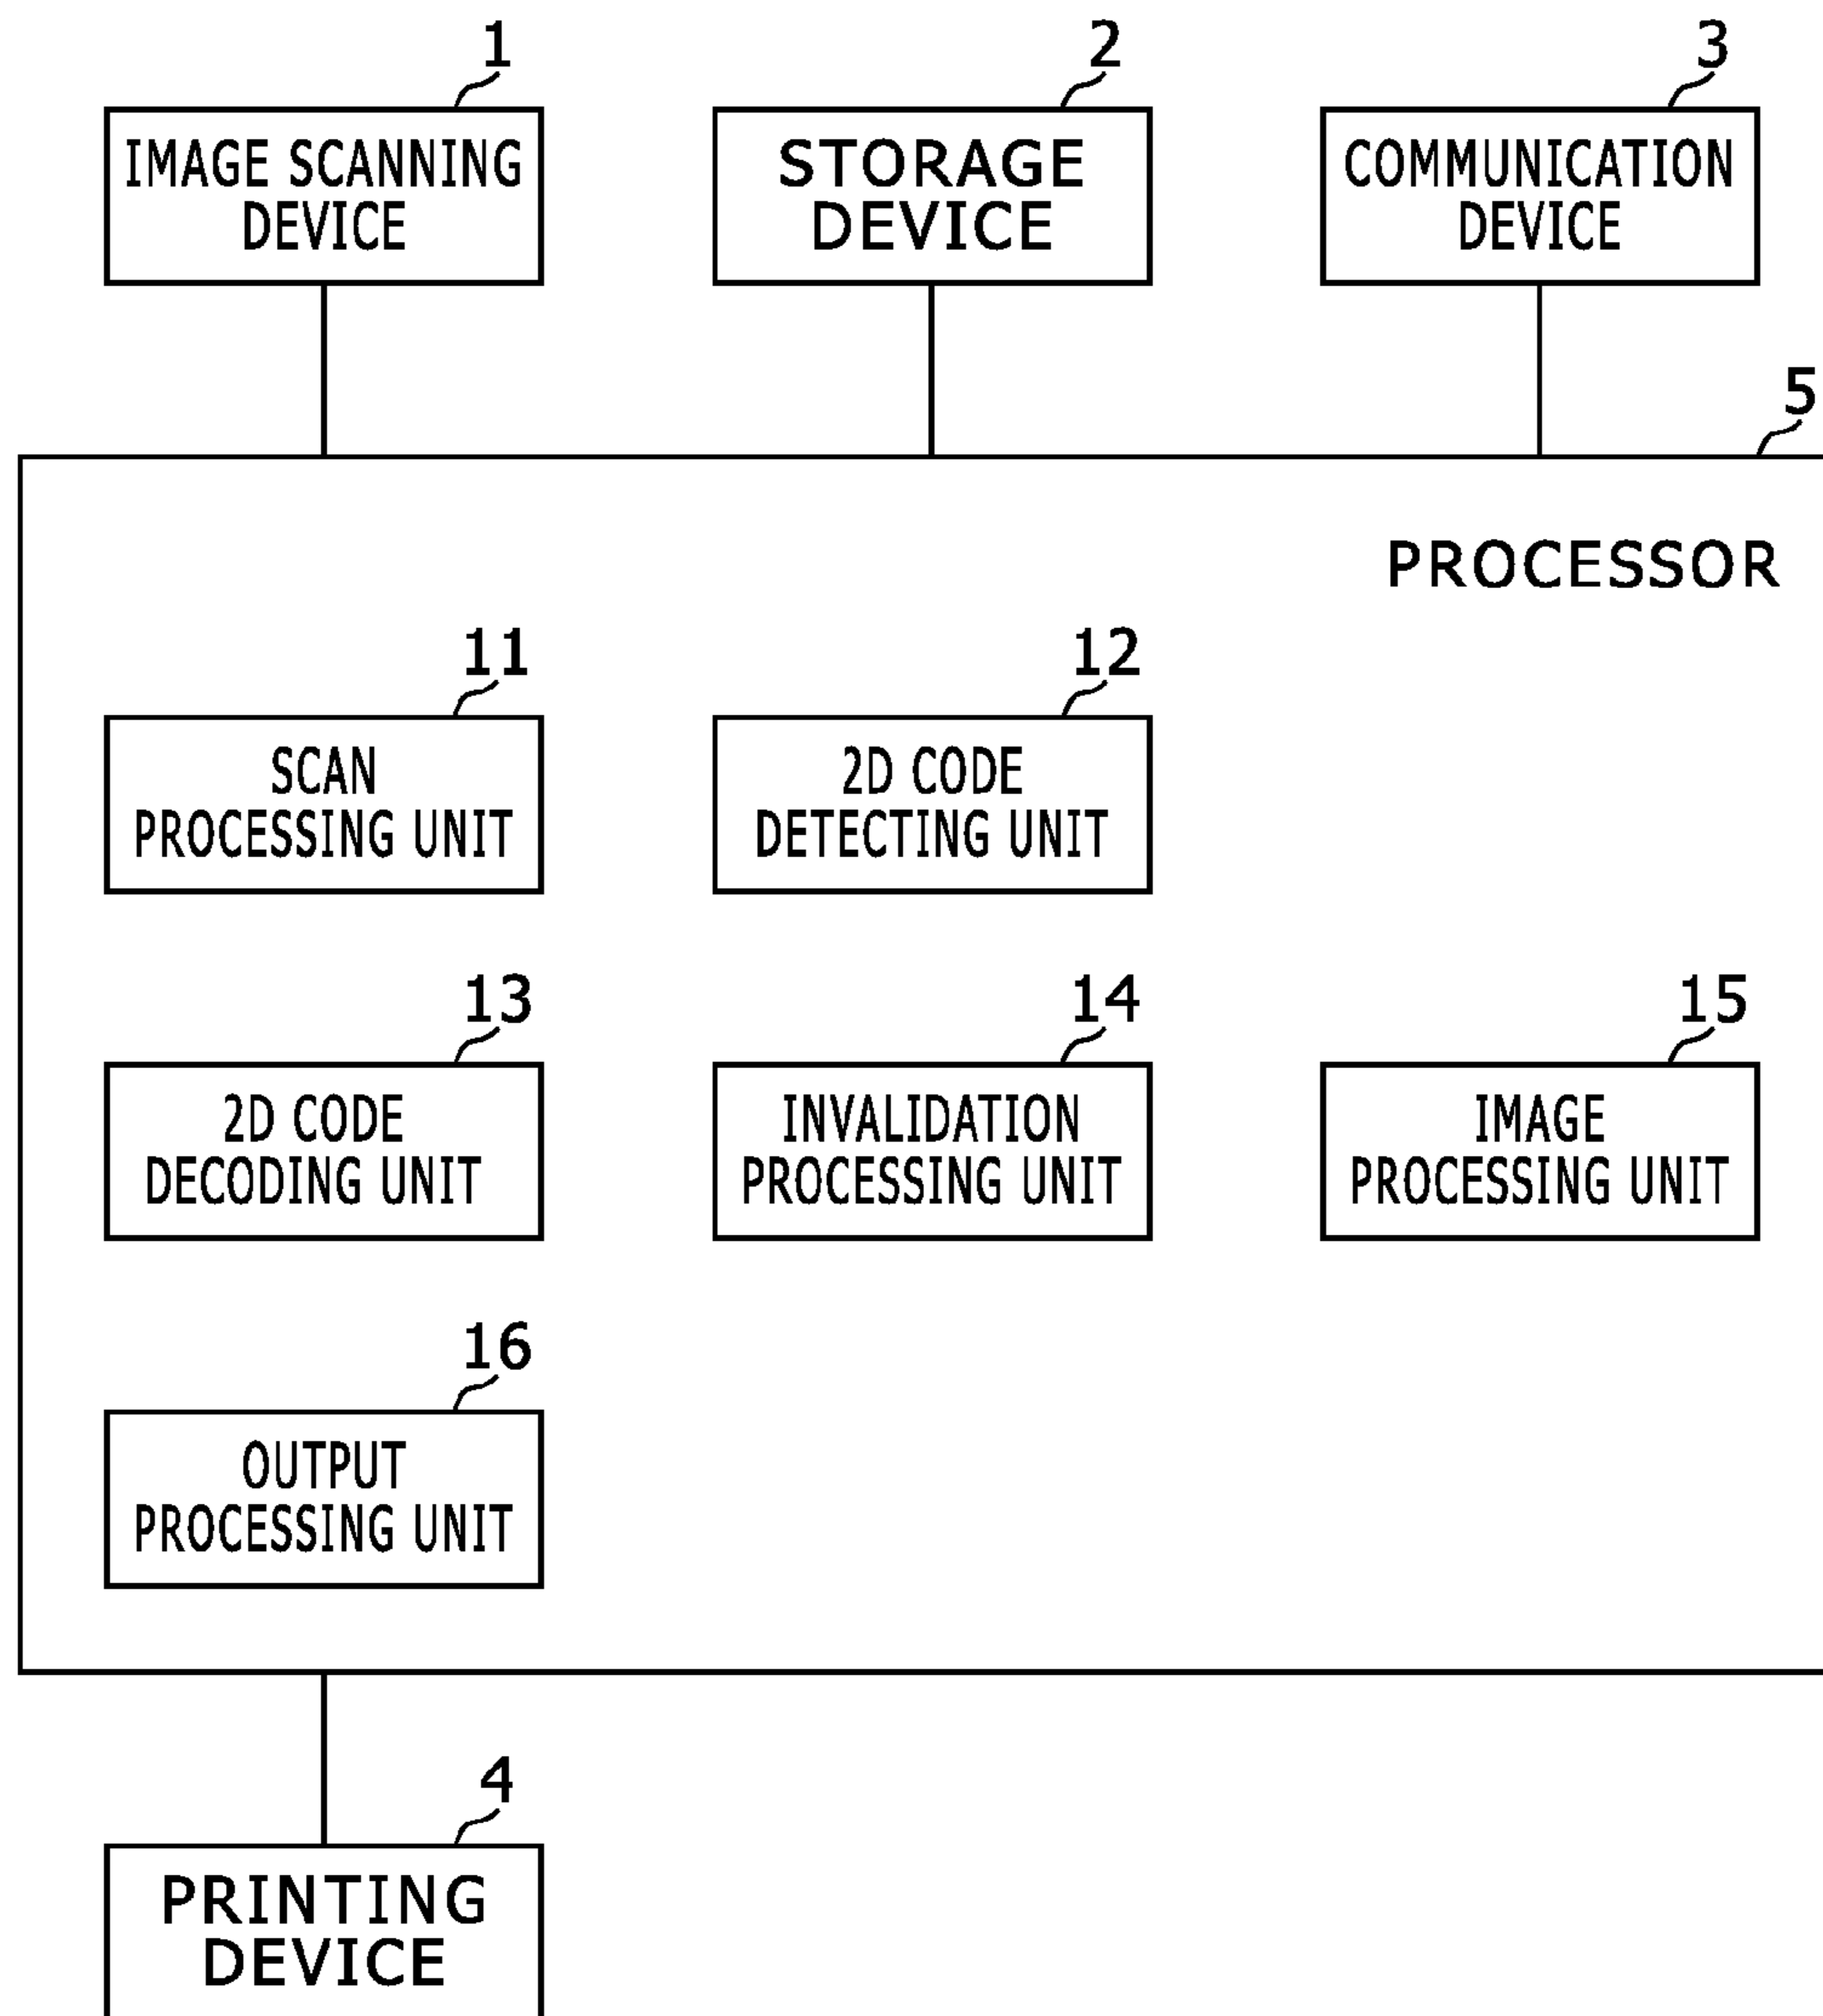 1
2
3
IMAGE SCANNING
DEVICE
STORAGE
DEVICE
COMMUNICATION
DEVICE
5
PROCESSOR
11
12
SCAN
PROCESSING UNIT
2D CODE
DETECTING UNIT
13
14
15
2D CODE
DECODING UNIT
INVALIDATION
PROCESSING UNIT
IMAGE
PROCESSING UNIT
16
OUTPUT
PROCESSING UNIT
4
PRINTING
DEVICE